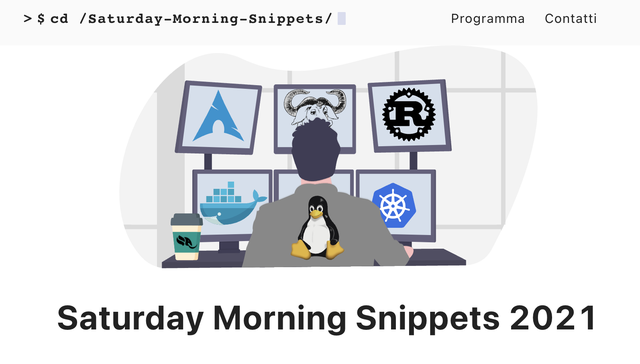 > $ cd /Saturday-Morning-Snippets/
Programma Contatti
R
Saturday Morning Snippets 2021